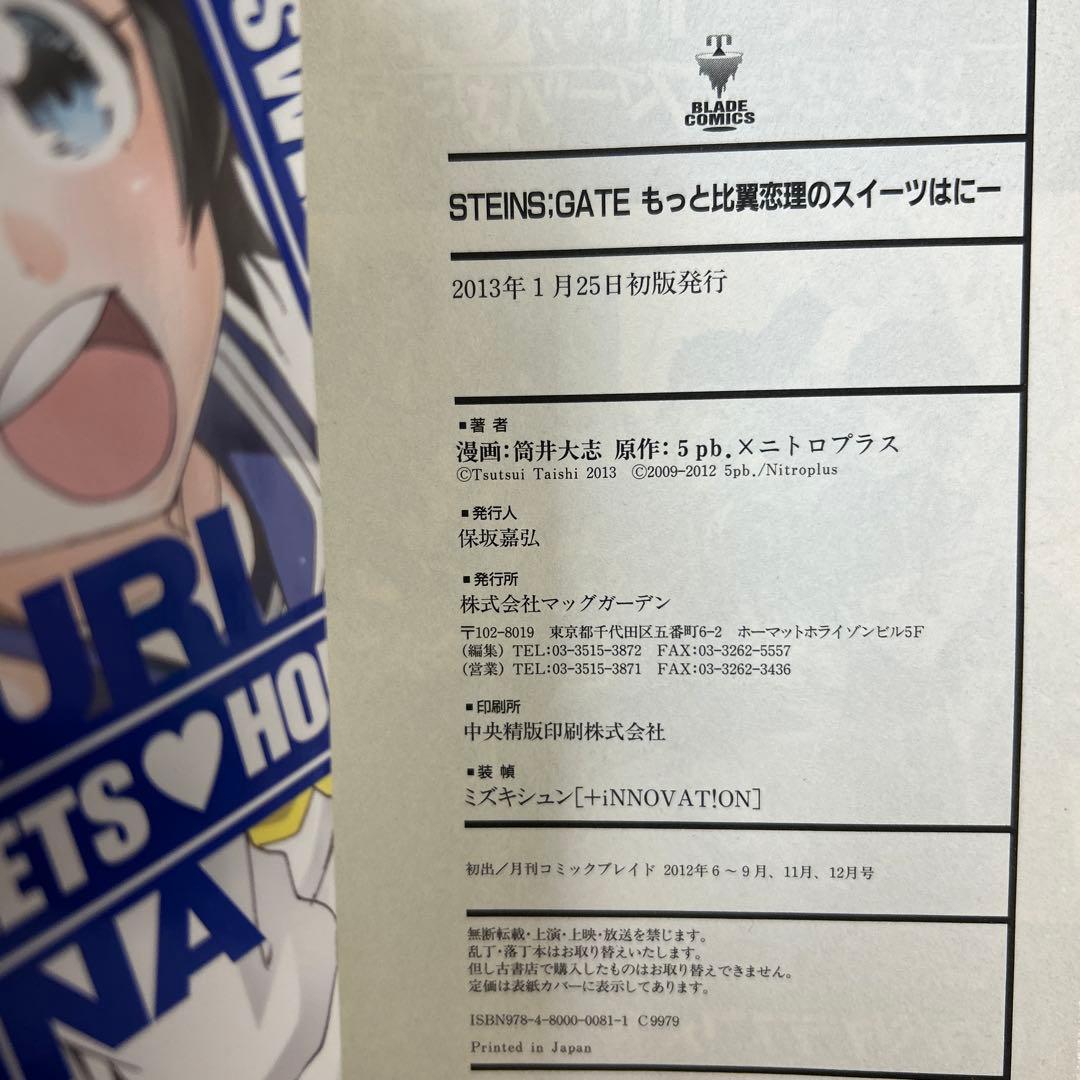 SW
URI
ETS♥HO
NA
BLADE
COMICS
STEINS;GATE もっと比翼恋理のスイーツはにー
2013年1月25日初版発行
■著 者
漫画:筒井大志 原作:5pb.×ニトロプラス
©Tsutsui Taishi 2013 ©2009-2012 5pb./Nitroplus
■発行人
保坂嘉弘
■発行所
株式会社マッグガーデン
〒102-8019 東京都千代田区五番町6-2 ホーマットホライゾンビル5F
(編集) TEL:03-3515-3872 FAX:03-3262-5557
(営業) TEL:03-3515-3871 FAX:03-3262-3436
■印刷所
中央精版印刷株式会社
■装 幀
ミズキシュン[+iNNOVAT!ON]
初出/月刊コミックブレイド 2012年6~9月、11月、12月号
無断転載・上演・上映・放送を禁じます。
乱丁・落丁本はお取り替えいたします。
但し古書店で購入したものはお取り替えできません。
定価は表紙カバーに表示してあります。
ISBN978-4-8000-0081-1 C9979
Printed in Japan